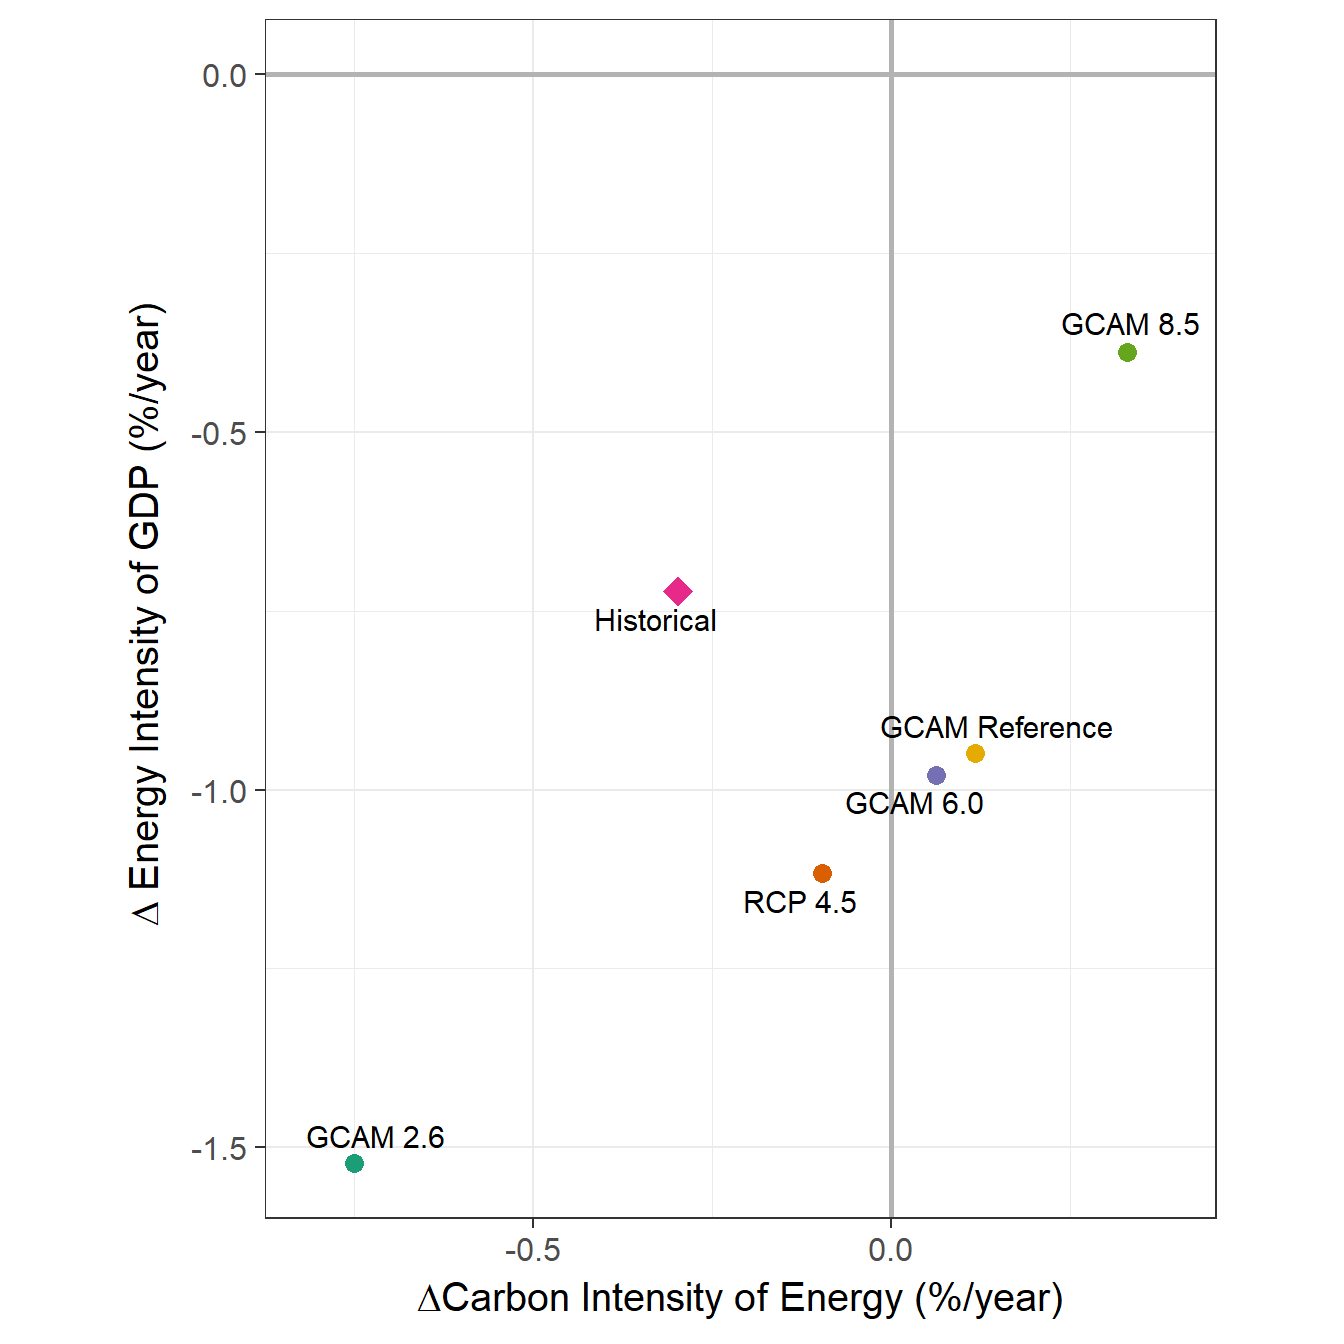 0.0
GCAM 8.5
-0.5
Historical
GCAM Reference
-1.0
GCAM 6.0
RCP 4.5
GCAM 2.6
-1.5
Δ Energy Intensity of GDP (%/year)
-0.5
0.0
ΔCarbon Intensity of Energy (%/year)